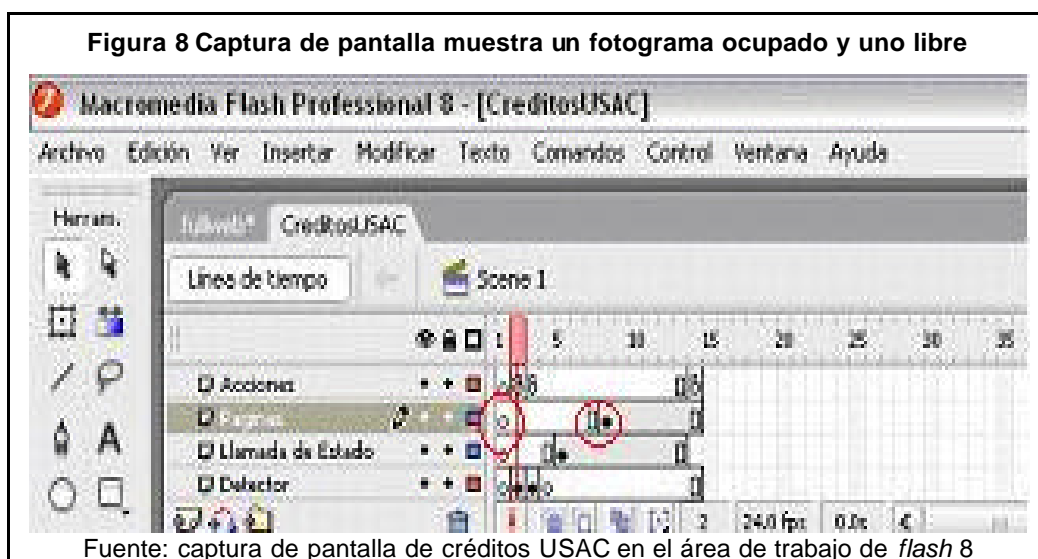 Figura 8 Captura de pantalla muestra un fotograma ocupado y uno libre
Macromedia Flash Professional 8 - [CreditosUSAC]
Archivo Edición Ver Insertar Modificar Texto Comandos Control Ventana Ayuda
Herram.
CreditosUSAC
Línea de tiempo Scene 1
1 5 10 15 20 25 30 35
Acciones
Llamada de Estado
Detector
2 24.0 fps 0.0s
Fuente: captura de pantalla de créditos USAC en el área de trabajo de flash 8